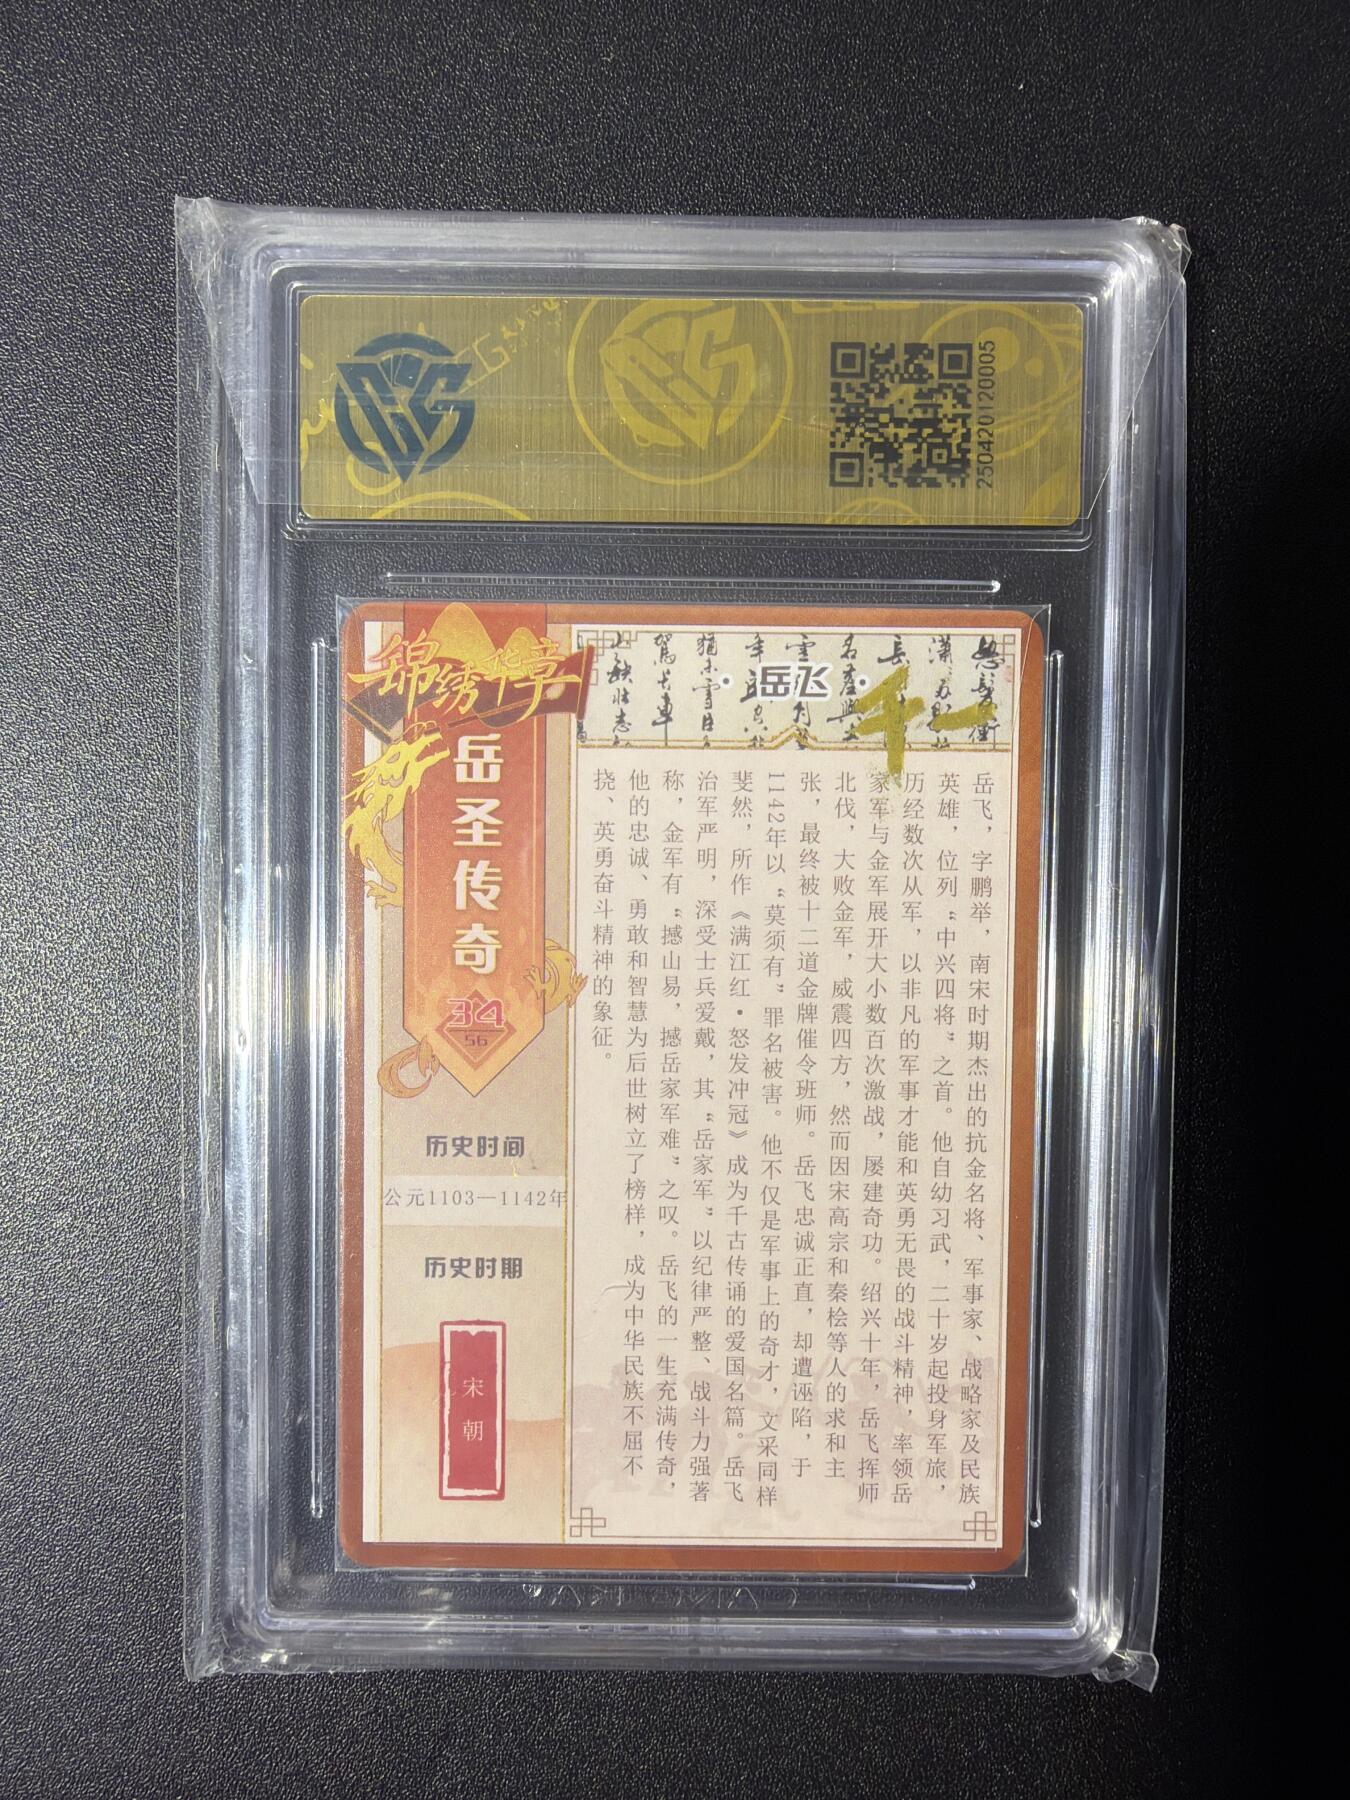 250420120005
锦绣华章
岳圣传奇
34
56
历史时间
公元1103—1142年
历史时期
宋朝
·岳飞·
岳飞，字鹏举，南宋时期杰出的抗金名将、军事家、战略家及民族
英雄，位列“中兴四将”之首。他自幼习武，二十岁起投身军旅，
历经数次从军，以非凡的军事才能和英勇无畏的战斗精神，率领岳
家军与金军展开大小数百次激战，屡建奇功。绍兴十年，岳飞挥师
北伐，大败金军，威震四方，然而因宋高宗和秦桧等人的求和主
张，最终被十二道金牌催令班师。岳飞忠诚正直，却遭诬陷，于
1142年以“莫须有”罪名被害。他不仅是军事上的奇才，文采同样
斐然，所作《满江红•怒发冲冠》成为千古传诵的爱国名篇。岳飞
治军严明，深受士兵爱戴，其“岳家军”以纪律严整、战斗力强著
称，金军有“撼山易，撼岳家军难”之叹。岳飞的一生充满传奇，
他的忠诚、勇敢和智慧为后世树立了榜样，成为中华民族不屈不
挠、英勇奋斗精神的象征。